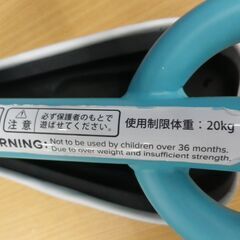 注意
必ず保護者のもとで
遊ばせてください。
使用制限体重：20kg
WARNING: Not to be used by children over 36 months.
Due to over weight and insufficient strength.